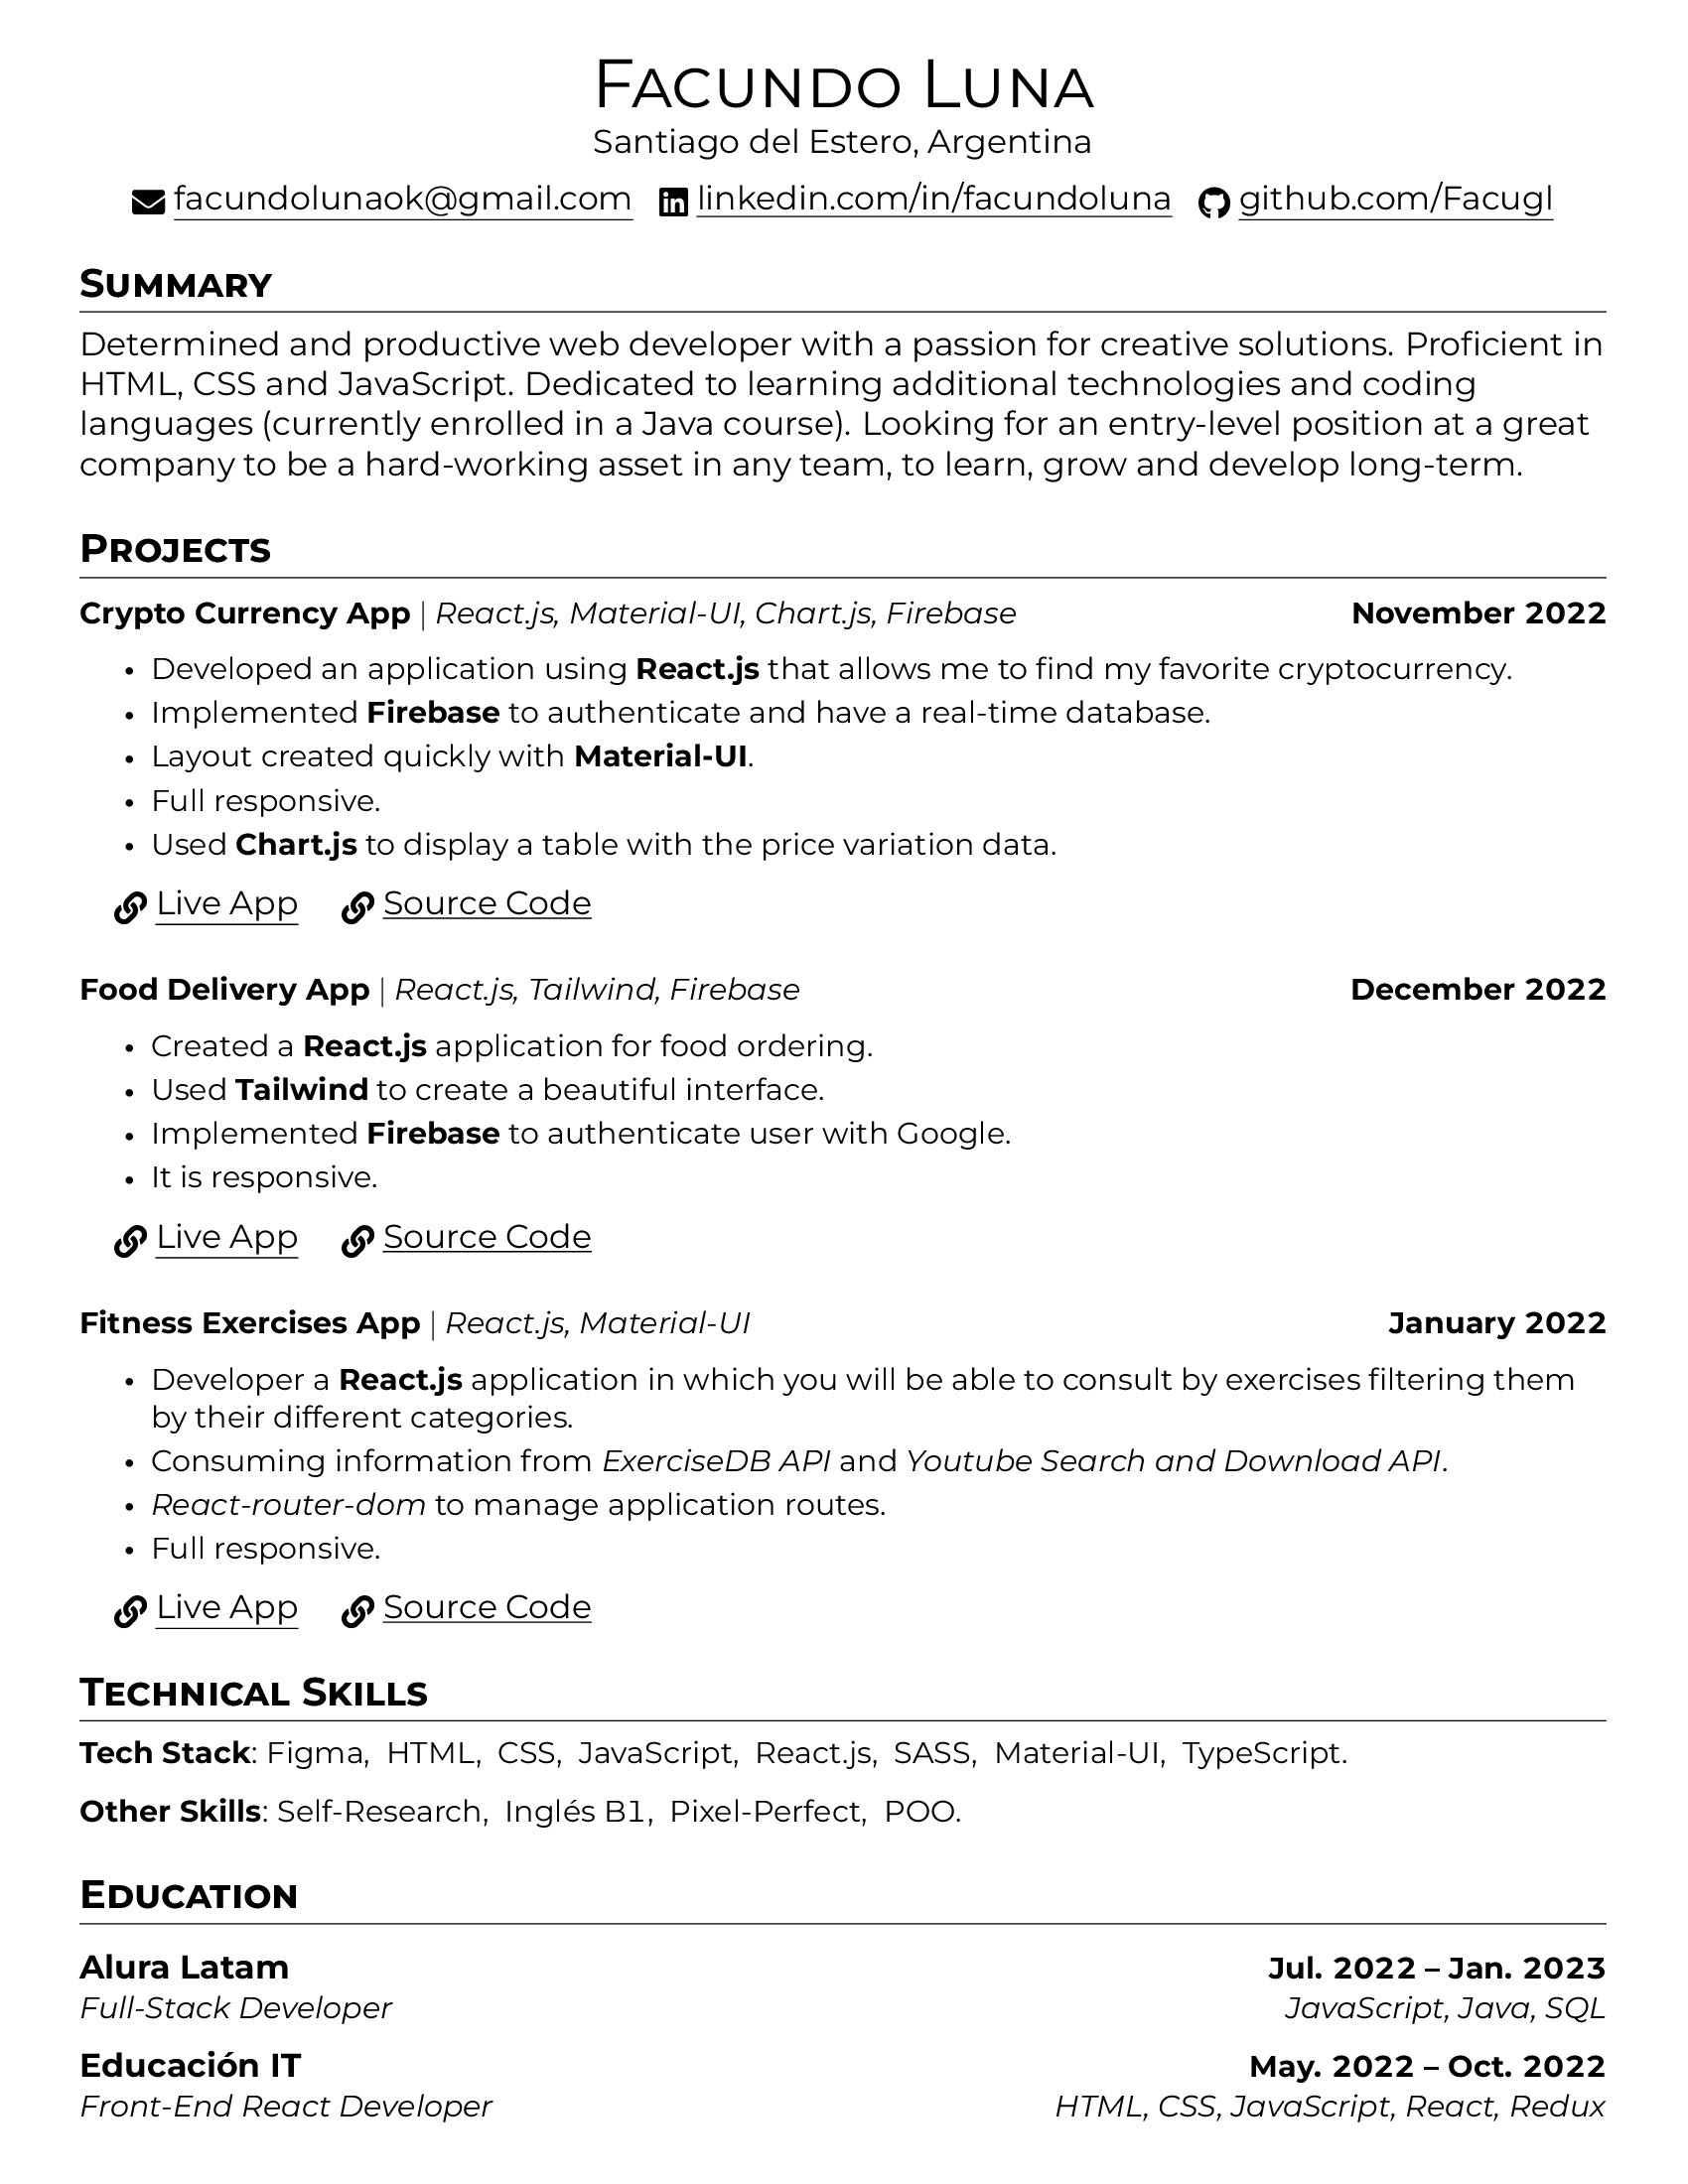 Facundo Luna
Santiago del Estero, Argentina
facundolunaok@gmail.com linkedin.com/in/facundoluna github.com/Facugl
Summary
Determined and productive web developer with a passion for creative solutions. Proficient in
HTML, CSS and JavaScript. Dedicated to learning additional technologies and coding
languages (currently enrolled in a Java course). Looking for an entry-level position at a great
company to be a hard-working asset in any team, to learn, grow and develop long-term.
Projects
Crypto Currency App | React.js, Material-UI, Chart.js, Firebase November 2022
• Developed an application using React.js that allows me to find my favorite cryptocurrency.
• Implemented Firebase to authenticate and have a real-time database.
• Layout created quickly with Material-UI.
• Full responsive.
• Used Chart.js to display a table with the price variation data.
Live App Source Code
Food Delivery App | React.js, Tailwind, Firebase December 2022
• Created a React.js application for food ordering.
• Used Tailwind to create a beautiful interface.
• Implemented Firebase to authenticate user with Google.
• It is responsive.
Live App Source Code
Fitness Exercises App | React.js, Material-UI January 2022
• Developer a React.js application in which you will be able to consult by exercises filtering them
by their different categories.
• Consuming information from ExerciseDB API and Youtube Search and Download API.
• React-router-dom to manage application routes.
• Full responsive.
Live App Source Code
Technical Skills
Tech Stack: Figma, HTML, CSS, JavaScript, React.js, SASS, Material-UI, TypeScript.
Other Skills: Self-Research, Inglés B1, Pixel-Perfect, POO.
Education
Alura Latam Jul. 2022 – Jan. 2023
Full-Stack Developer JavaScript, Java, SQL
Educación IT May. 2022 – Oct. 2022
Front-End React Developer HTML, CSS, JavaScript, React, Redux